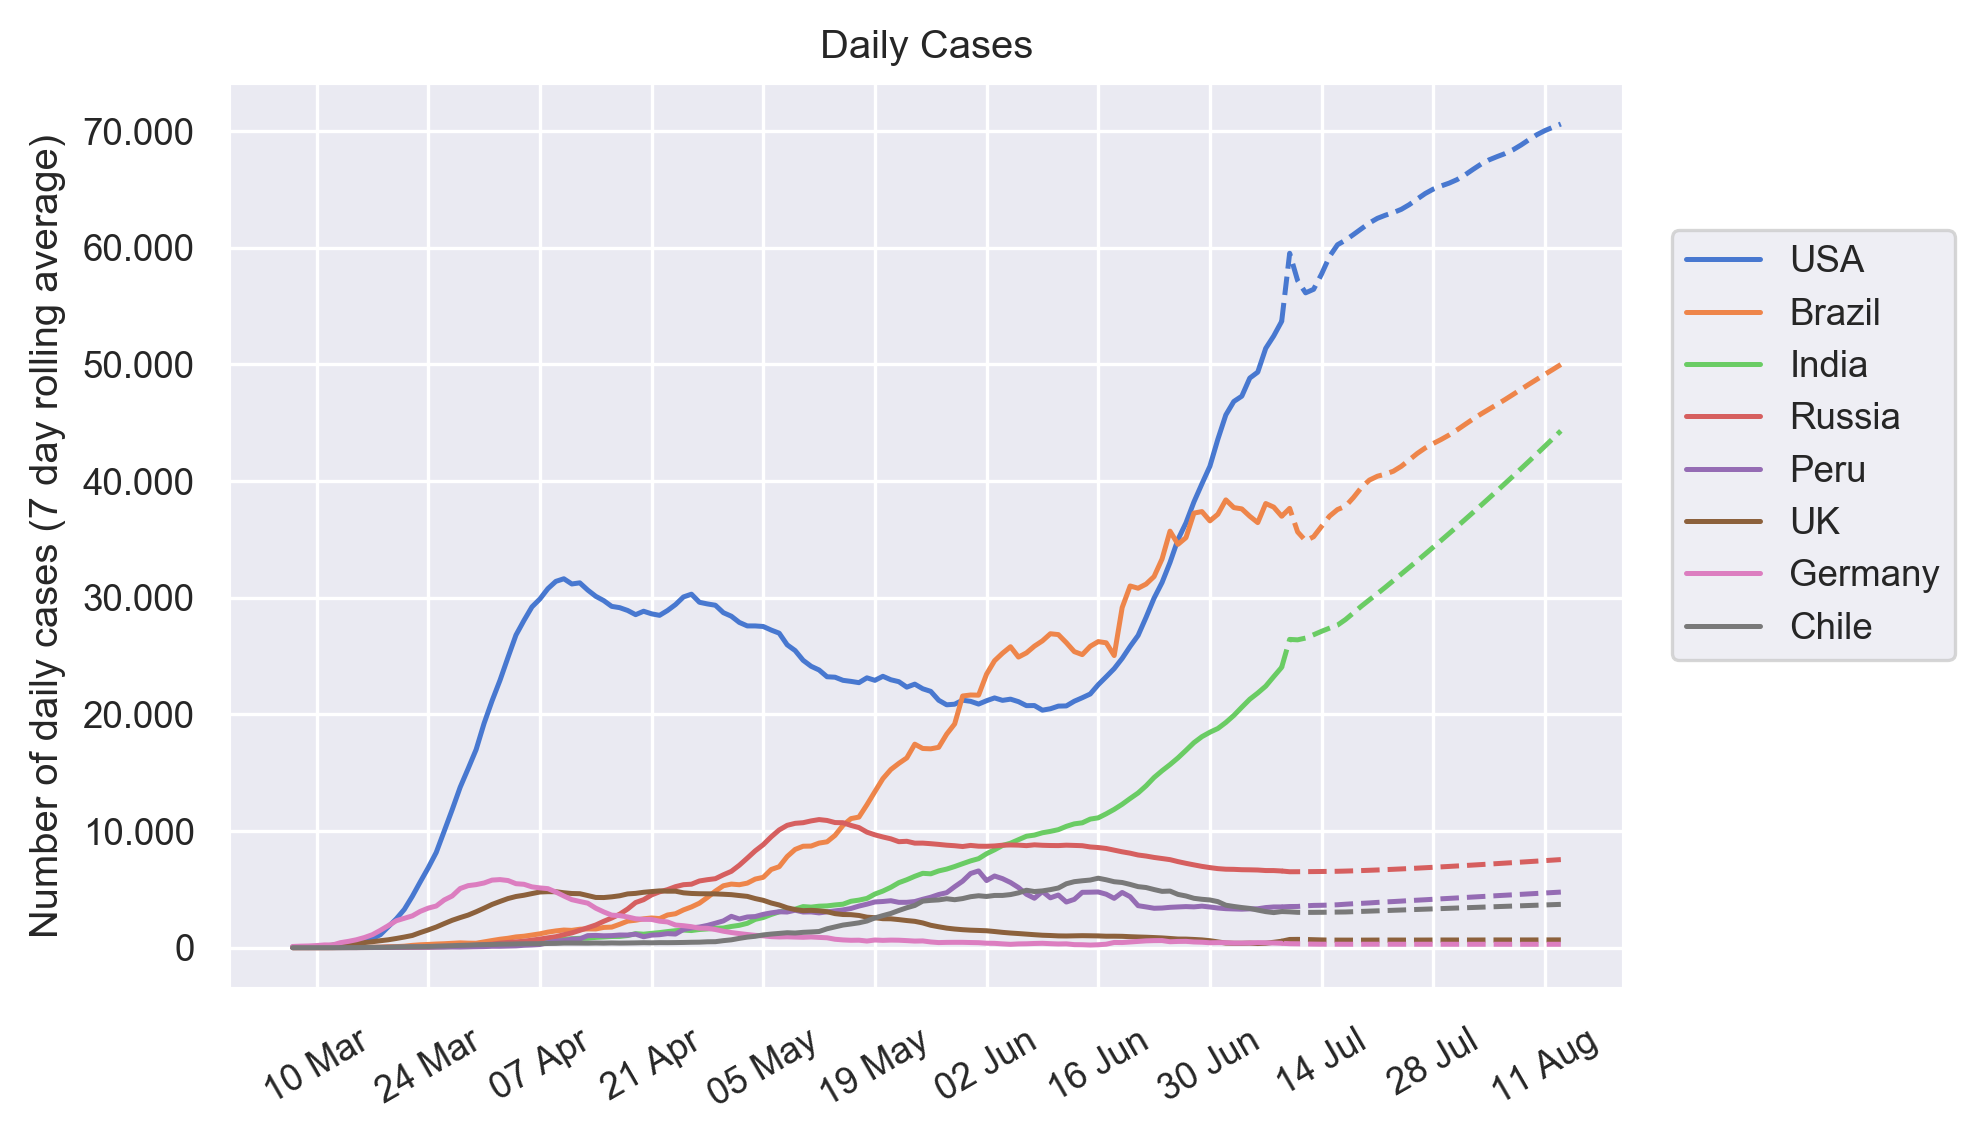 Daily Cases
Number of daily cases (7 day rolling average)
70.000
60.000
50.000
40.000
30.000
20.000
10.000
0
10 Mar
24 Mar
07 Apr
21 Apr
05 May
19 May
02 Jun
16 Jun
30 Jun
14 Jul
28 Jul
11 Aug
USA
Brazil
India
Russia
Peru
UK
Germany
Chile